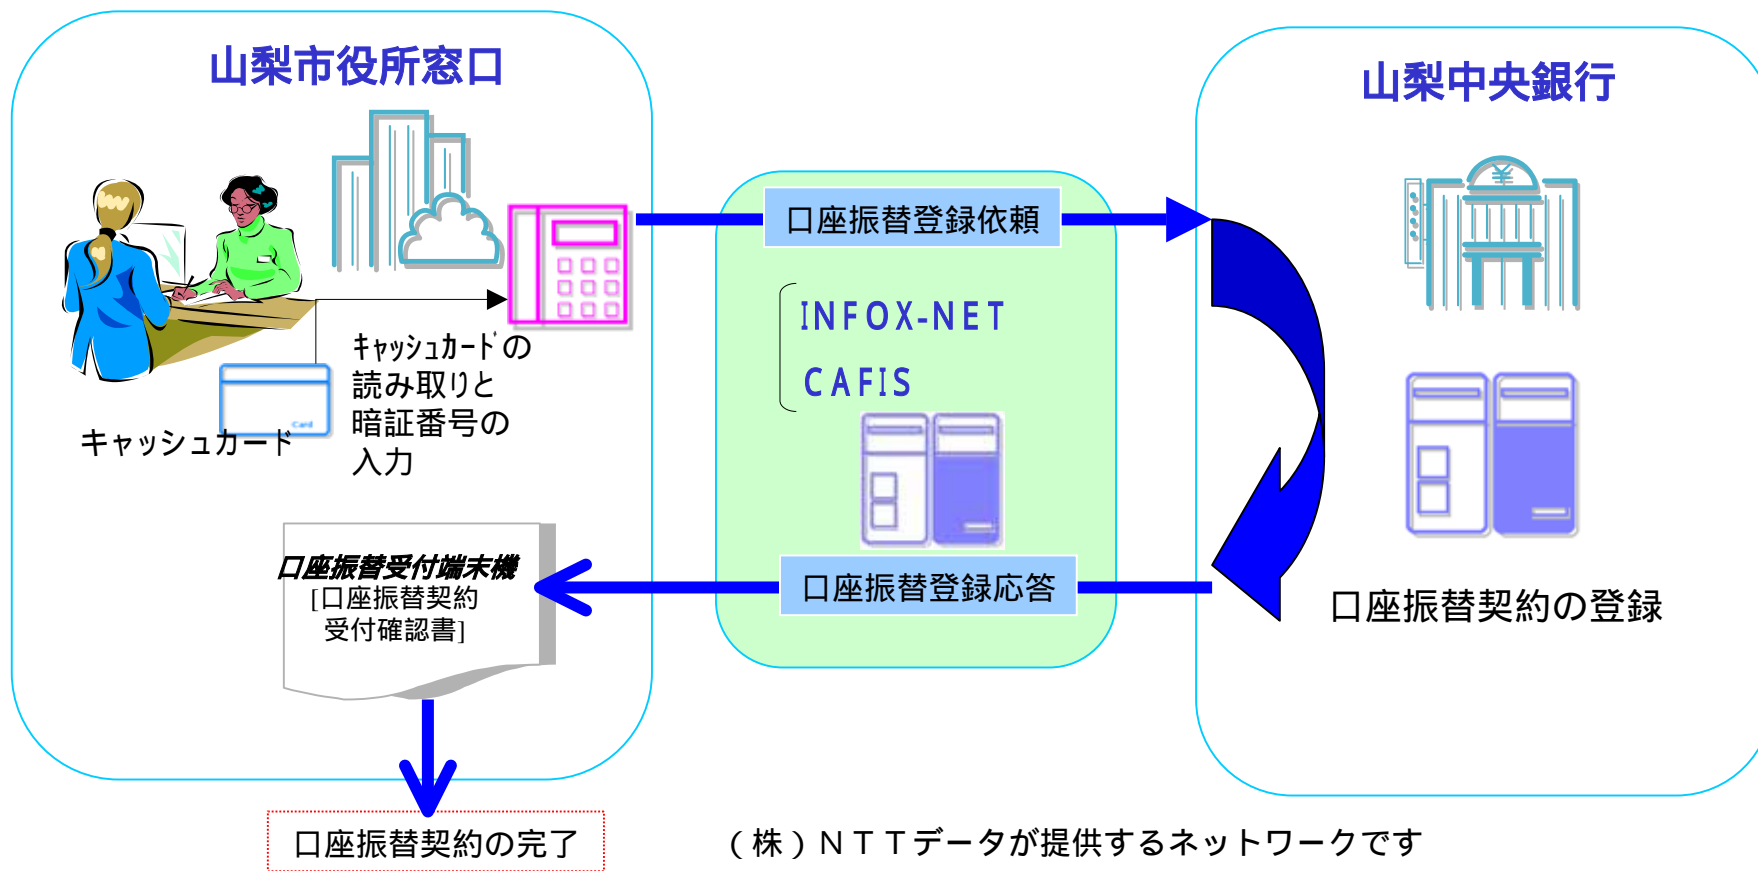 山梨市役所窓口
山梨中央銀行
口座振替登録依頼
INFOX-NET
CAFIS
ｷｬｯｼｭｶｰﾄﾞの
読み取りと
暗証番号の
入力
Card
キャッシュカード
口座振替受付端末機
[口座振替契約
受付確認書]
口座振替登録応答
口座振替契約の登録
口座振替契約の完了
（株）ＮＴＴデータが提供するネットワークです